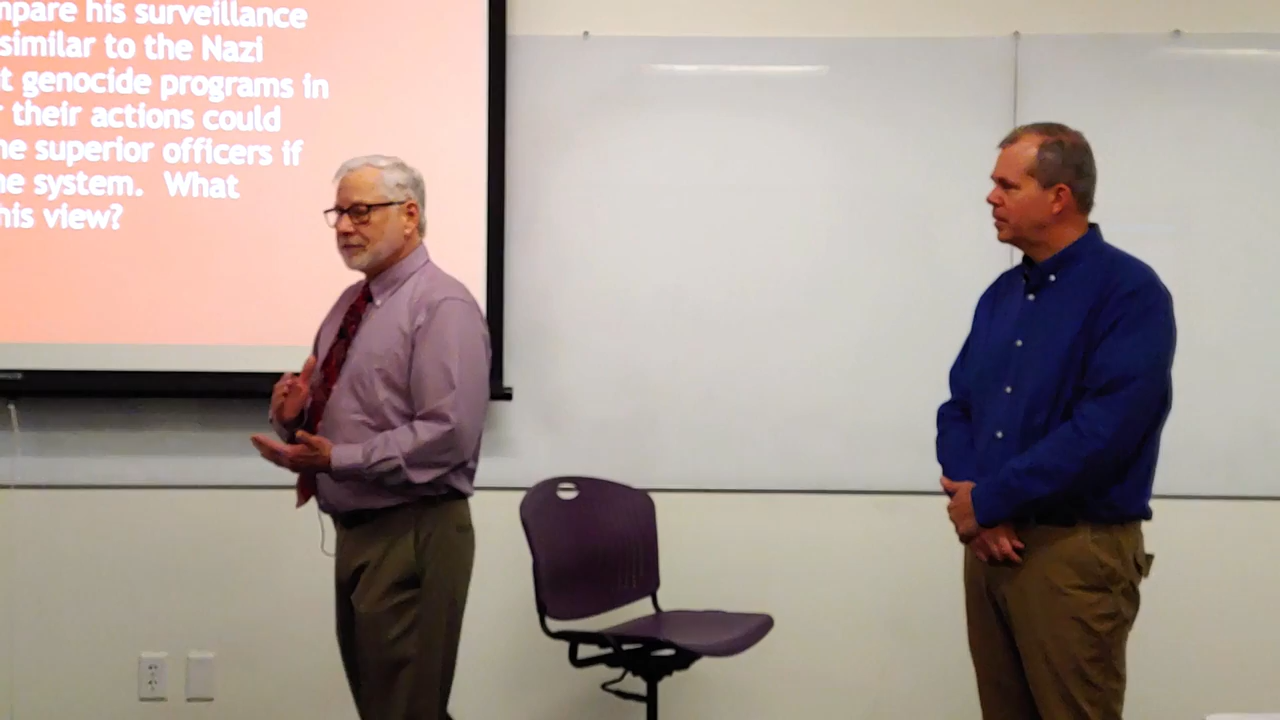 mpare his surveillance
similar to the Nazi
t genocide programs in
r their actions could
he superior officers if
he system. What
his view?